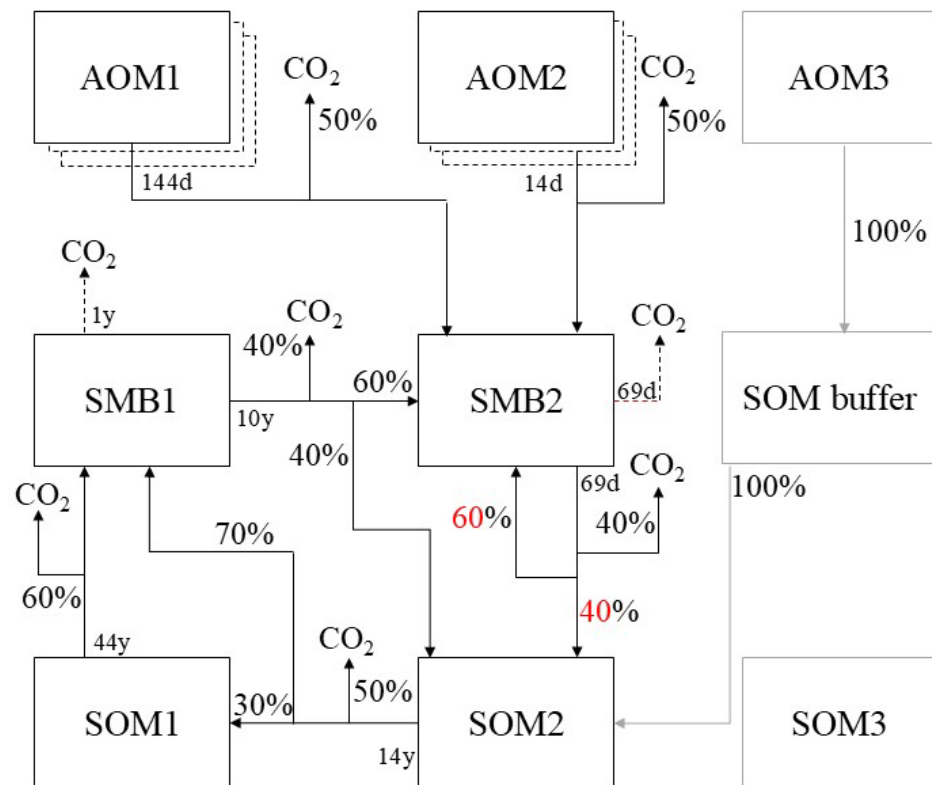 AOM1
AOM2
AOM3
CO2
50%
CO2
50%
144d
14d
100%
CO2
1y
CO2
40%
60%
CO2
69d
SMB1
SMB2
SOM buffer
10y
40%
69d
CO2
100%
CO2
60%
40%
70%
60%
40%
44y
CO2
50%
30%
SOM1
SOM2
SOM3
14y